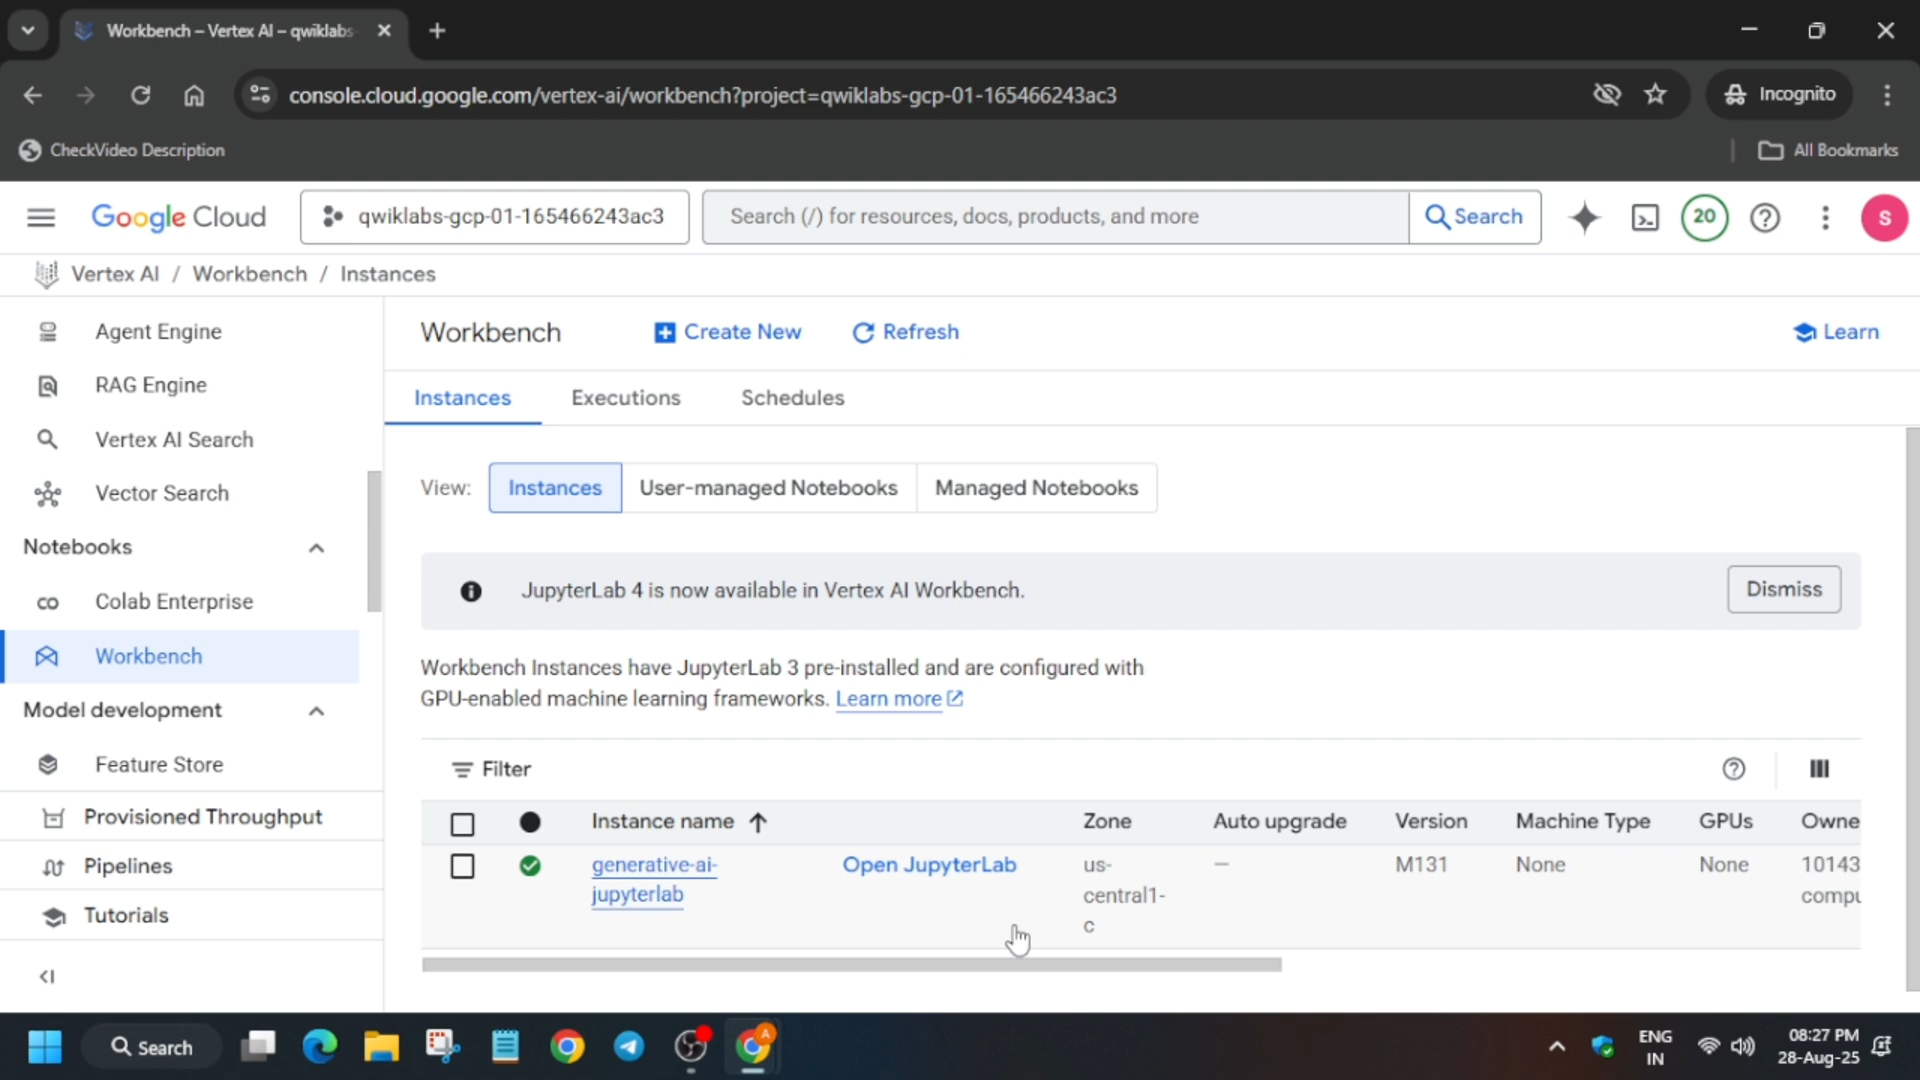 Workbench – Vertex AI – qwiklabs-
console.cloud.google.com/vertex-ai/workbench?project=qwiklabs-gcp-01-165466243ac3
Incognito
CheckVideo Description
All Bookmarks
Google Cloud
qwiklabs-gcp-01-165466243ac3
Search (/) for resources, docs, products, and more
Search
20
S
Vertex AI / Workbench / Instances
Agent Engine
RAG Engine
Vertex AI Search
Vector Search
Notebooks
Colab Enterprise
Workbench
Model development
Feature Store
Provisioned Throughput
Pipelines
Tutorials
Workbench
Create New
Refresh
Learn
Instances
Executions
Schedules
View:
Instances
User-managed Notebooks
Managed Notebooks
JupyterLab 4 is now available in Vertex AI Workbench.
Dismiss
Workbench Instances have JupyterLab 3 pre-installed and are configured with
GPU-enabled machine learning frameworks. Learn more
Filter
Instance name Zone Auto upgrade Version Machine Type GPUs Owne
generative-ai- Open JupyterLab us- — M131 None None 10143
jupyterlab central1- compu
c
Search
A
ENG
IN
08:27 PM
28-Aug-25